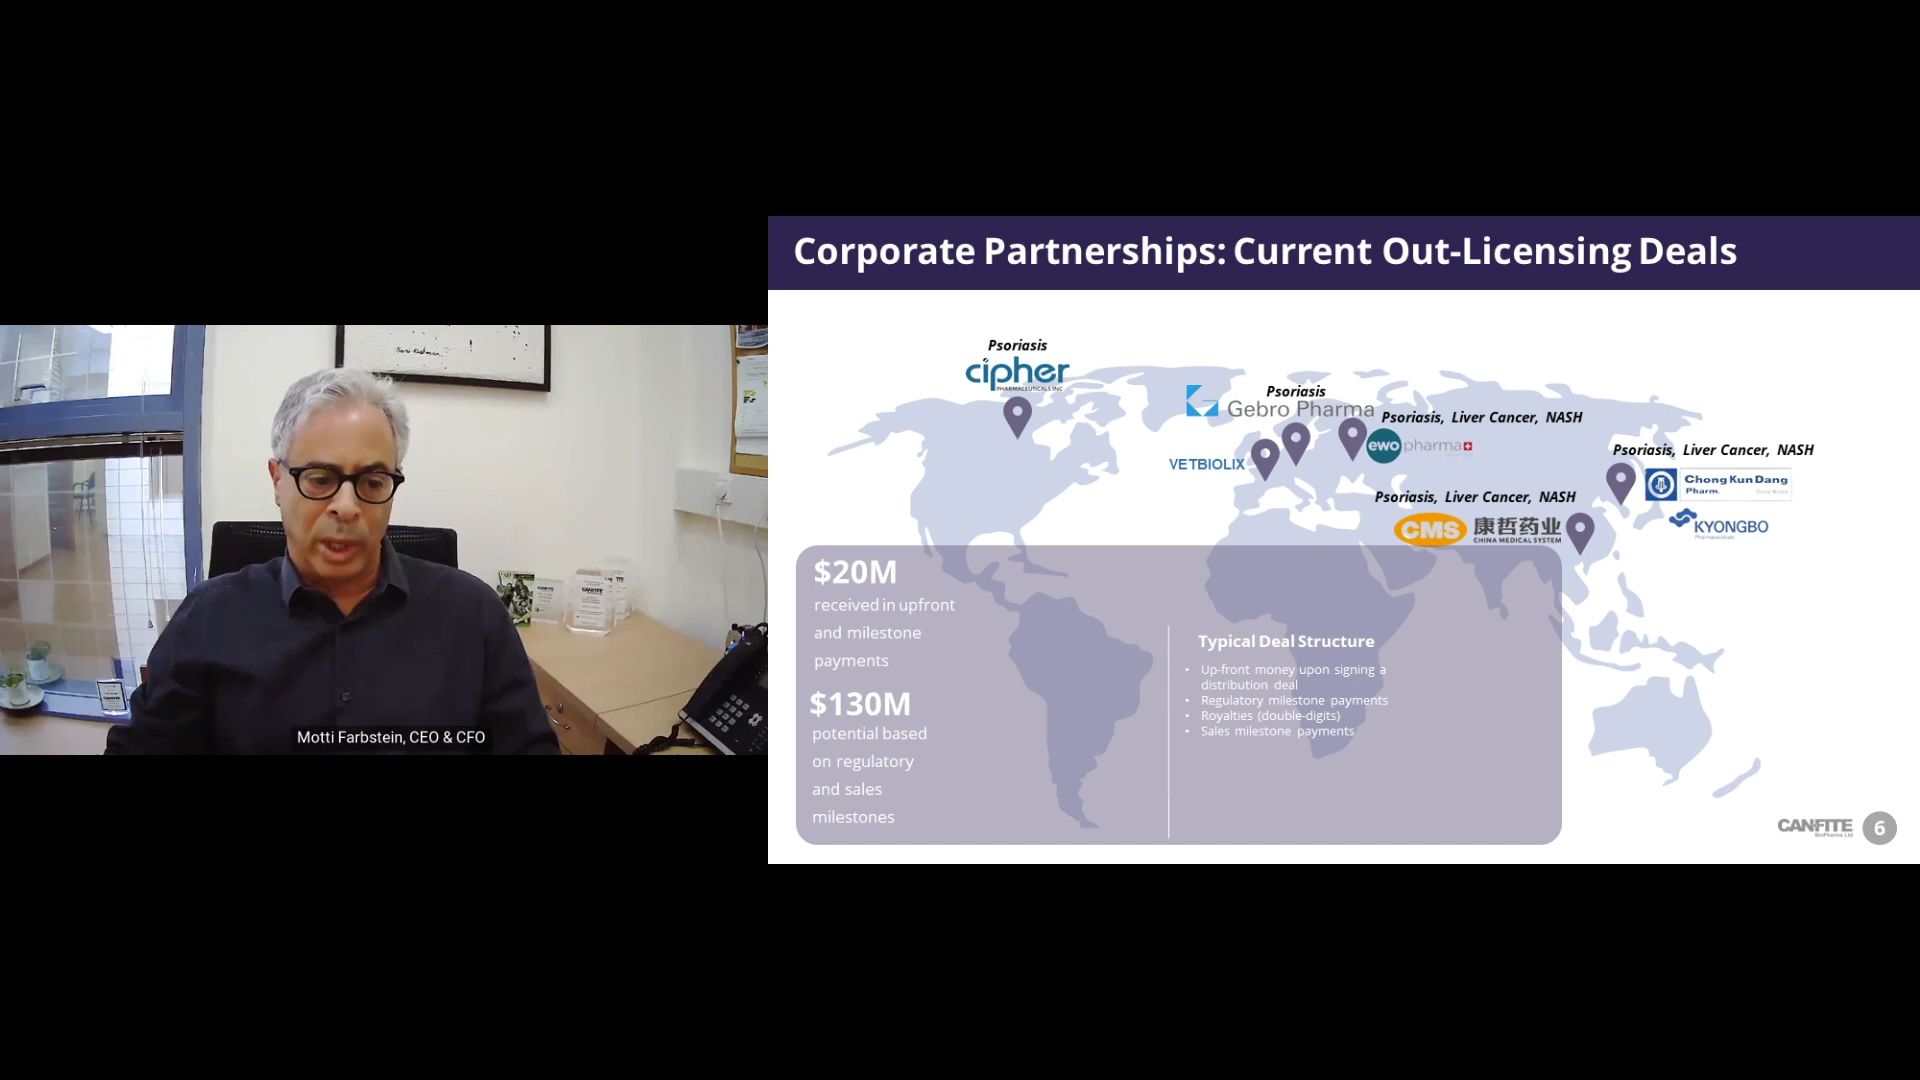 Motti Farbstein, CEO & CFO
Corporate Partnerships: Current Out-Licensing Deals
Psoriasis
cipher
PHARMACEUTICALS INC
Psoriasis
Gebro Pharma
Psoriasis, Liver Cancer, NASH
ewopharma
VETBIOLIX
Psoriasis, Liver Cancer, NASH
Chong Kun Dang
Pharm.
KYONGBO
Pharmaceuticals
Psoriasis, Liver Cancer, NASH
CMS 康哲药业
CHINA MEDICAL SYSTEM
$20M
received in upfront
and milestone
payments
$130M
potential based
on regulatory
and sales
milestones
Typical Deal Structure
• Up-front money upon signing a
distribution deal
• Regulatory milestone payments
• Royalties (double-digits)
• Sales milestone payments
CANFITE
BioPharma Ltd
6